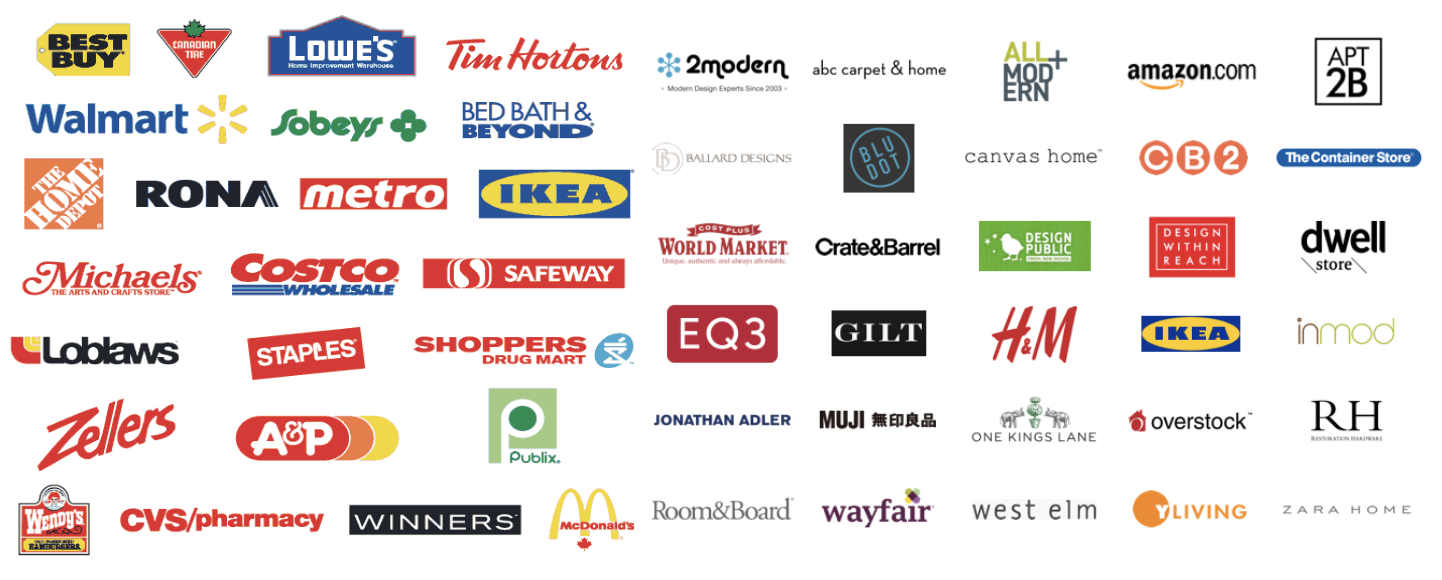 BEST
BUY
CANADIAN
TIRE
LOWE'S
Home Improvement Warehouse
Tim Hortons
Walmart
Sobeys
BED BATH &
BEYOND
THE
HOME
DEPOT
RONA
metro
IKEA
Michaels
THE ARTS AND CRAFTS STORE
COSTCO
WHOLESALE
SAFEWAY
Loblaws
STAPLES
SHOPPERS
DRUG MART
Zellers
A&P
Publix
WENDY'S
HAMBURGERS
CVS/pharmacy
WINNERS
McDonald's
2modern
- Modern Design Experts Since 2003 -
abc carpet & home
ALL+
MOD
ERN
amazon.com
APT
2B
BD BALLARD DESIGNS
BLU
DOT
canvas home™
CB2
The Container Store
COST PLUS
WORLD MARKET.
Unique, authentic and always affordable.
Crate&Barrel
DESIGN
PUBLIC
DESIGN
WITHIN
REACH
dwell
store
EQ3
GILT
H&M
IKEA
inmod
JONATHAN ADLER
MUJI 無印良品
ONE KINGS LANE
overstock™
RH
RESTORATION HARDWARE
Room&Board
wayfair
west elm
YLIVING
ZARA HOME